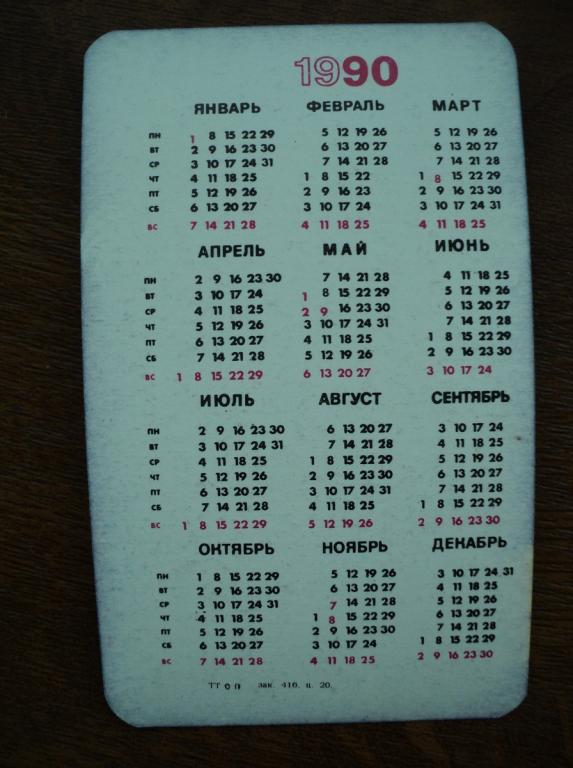 1990
ЯНВАРЬ ФЕВРАЛЬ МАРТ
ПН 1 8 15 22 29 5 12 19 26 5 12 19 26
ВТ 2 9 16 23 30 6 13 20 27 6 13 20 27
СР 3 10 17 24 31 7 14 21 28 7 14 21 28
ЧТ 4 11 18 25 1 8 15 22 1 8 15 22 29
ПТ 5 12 19 26 2 9 16 23 2 9 16 23 30
СБ 6 13 20 27 3 10 17 24 3 10 17 24 31
ВС 7 14 21 28 4 11 18 25 4 11 18 25
АПРЕЛЬ МАЙ ИЮНЬ
ПН 2 9 16 23 30 7 14 21 28 4 11 18 25
ВТ 3 10 17 24 1 8 15 22 29 5 12 19 26
СР 4 11 18 25 2 9 16 23 30 6 13 20 27
ЧТ 5 12 19 26 3 10 17 24 31 7 14 21 28
ПТ 6 13 20 27 4 11 18 25 1 8 15 22 29
СБ 7 14 21 28 5 12 19 26 2 9 16 23 30
ВС 1 8 15 22 29 6 13 20 27 3 10 17 24
ИЮЛЬ АВГУСТ СЕНТЯБРЬ
ПН 2 9 16 23 30 6 13 20 27 3 10 17 24
ВТ 3 10 17 24 31 7 14 21 28 4 11 18 25
СР 4 11 18 25 1 8 15 22 29 5 12 19 26
ЧТ 5 12 19 26 2 9 16 23 30 6 13 20 27
ПТ 6 13 20 27 3 10 17 24 31 7 14 21 28
СБ 7 14 21 28 4 11 18 25 1 8 15 22 29
ВС 1 8 15 22 29 5 12 19 26 2 9 16 23 30
ОКТЯБРЬ НОЯБРЬ ДЕКАБРЬ
ПН 1 8 15 22 29 5 12 19 26 3 10 17 24 31
ВТ 2 9 16 23 30 6 13 20 27 4 11 18 25
СР 3 10 17 24 31 7 14 21 28 5 12 19 26
ЧТ 4 11 18 25 1 8 15 22 29 6 13 20 27
ПТ 5 12 19 26 2 9 16 23 30 7 14 21 28
СБ 6 13 20 27 3 10 17 24 1 8 15 22 29
ВС 7 14 21 28 4 11 18 25 2 9 16 23 30
зак. 416. ц. 20.